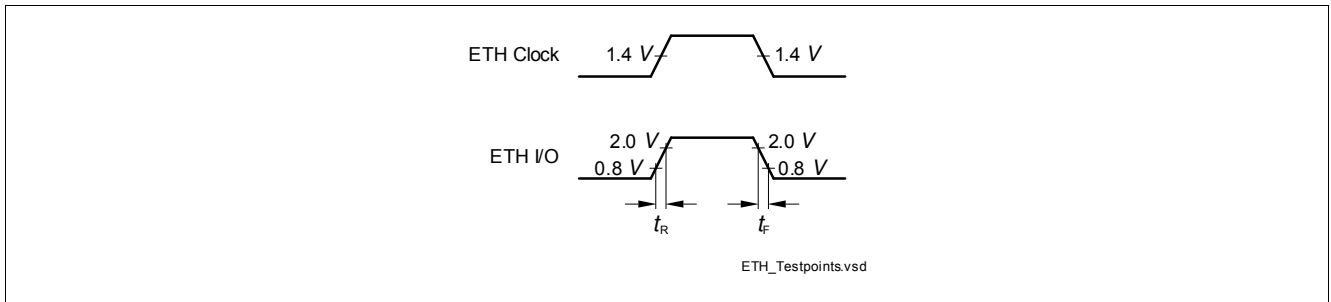 ETH Clock 1.4 V 1.4 V
2.0 V 2.0 V
ETH I/O
0.8 V 0.8 V
tR tF
ETH_Testpoints.vsd